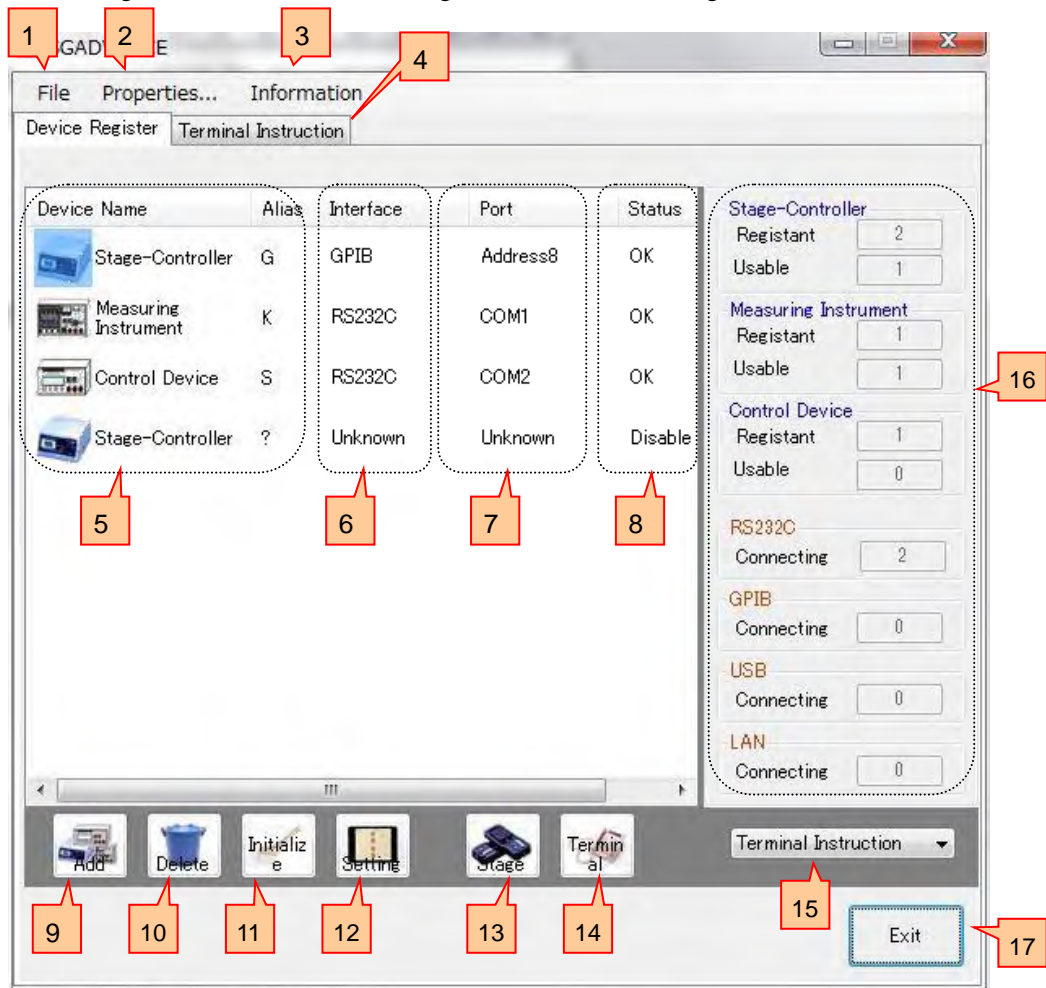 1 2 3 4
File Properties... Information
Device Register Terminal Instruction
Device Name Alias Interface Port Status
Stage-Controller G GPIB Address8 OK
Measuring
Instrument K RS232C COM1 OK
Control Device S RS232C COM2 OK
Stage-Controller ? Unknown Unknown Disable
5 6 7 8
Stage-Controller
Registant 2
Usable 1
Measuring Instrument
Registant 1
Usable 1
Control Device
Registant 1
Usable 0
RS232C
Connecting 2
GPIB
Connecting 0
USB
Connecting 0
LAN
Connecting 0
16
Add Delete Initializ
e Setting Stage Termin
al Terminal Instruction
9 10 11 12 13 14 15
Exit 17